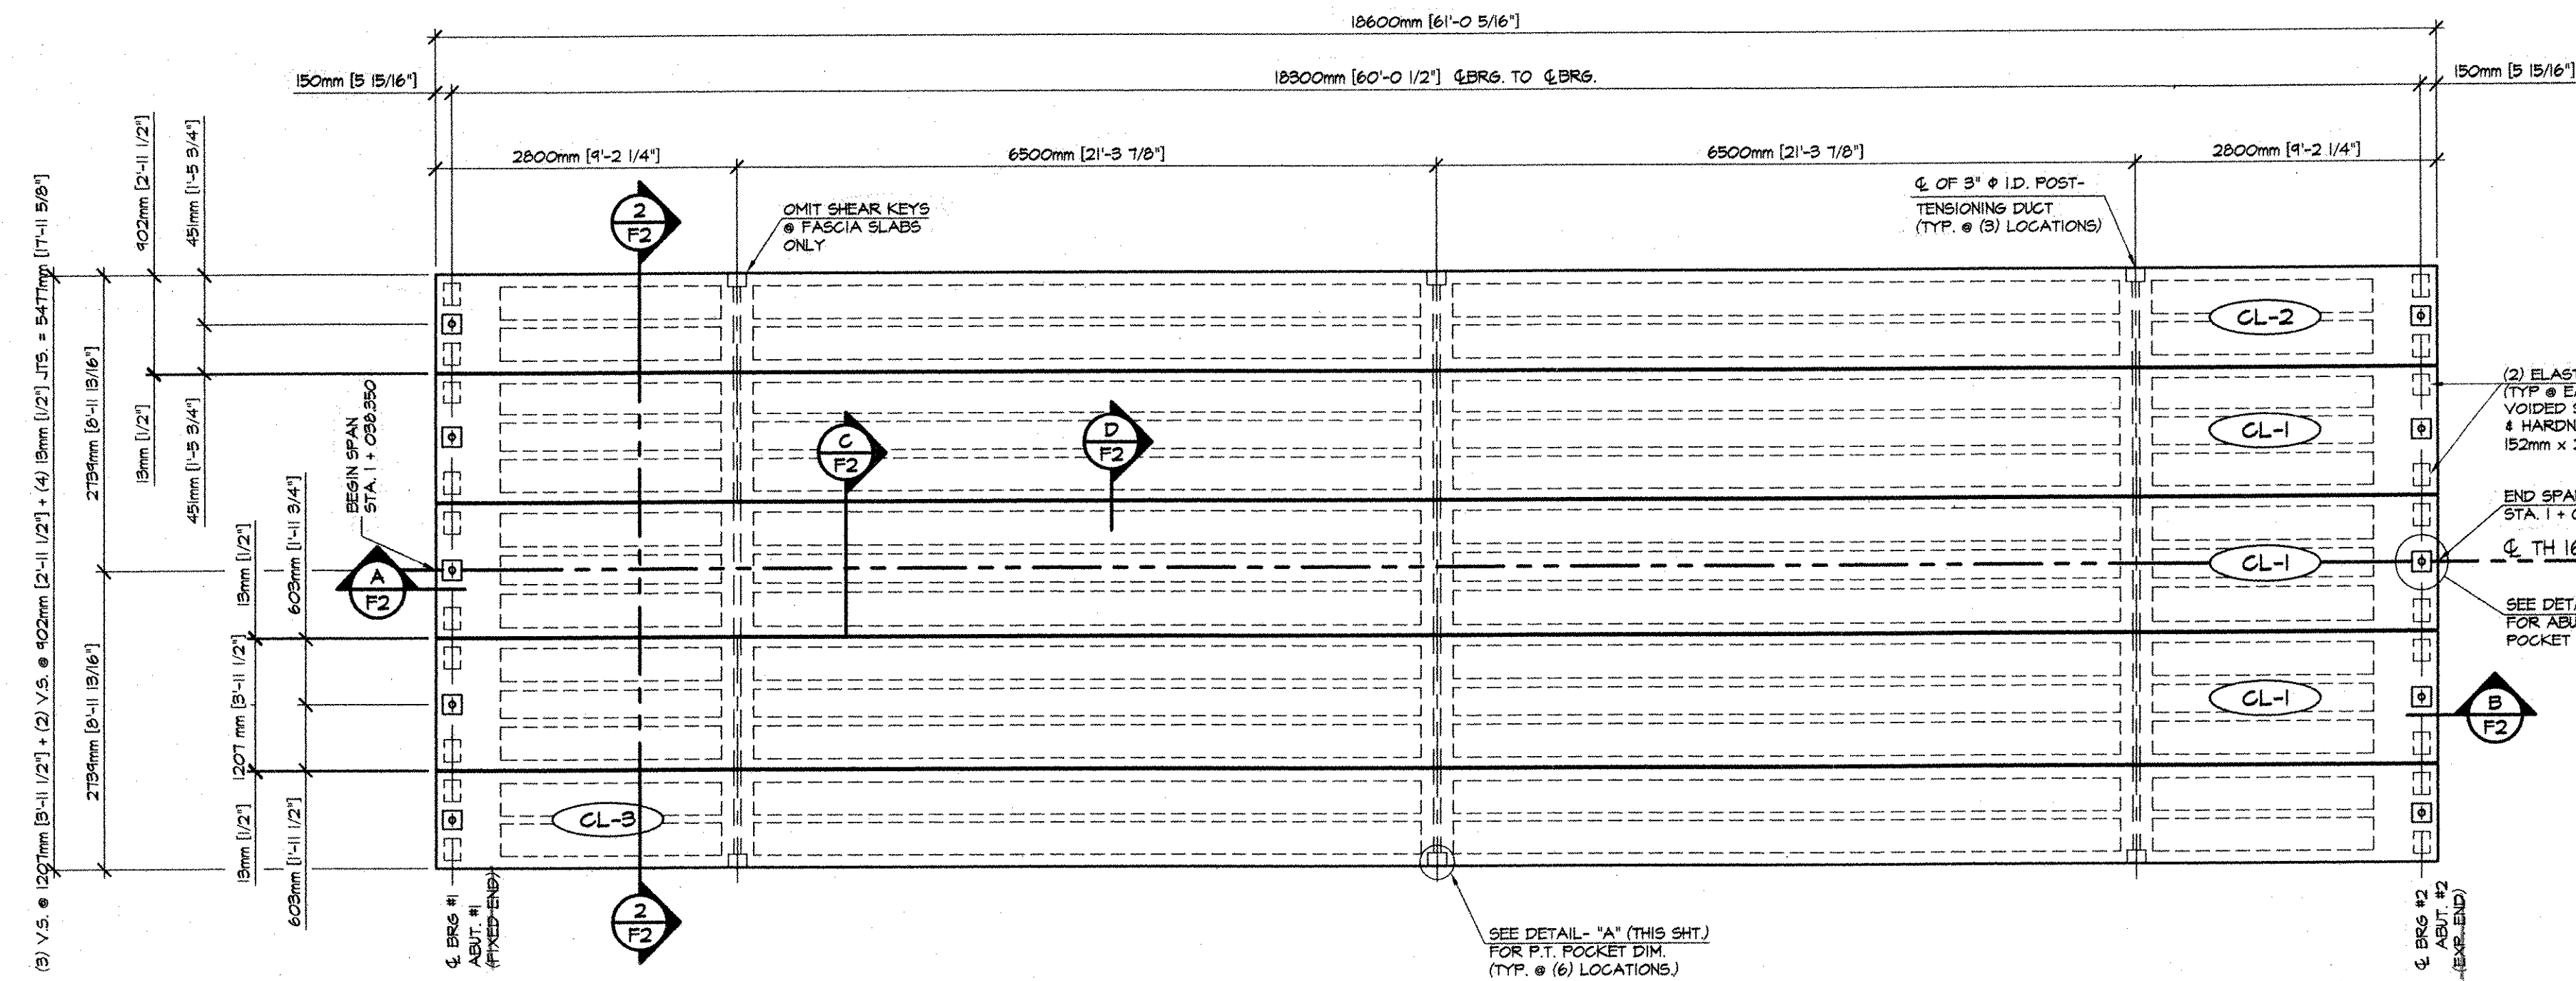 18600mm [61'-0 5/16"]
150mm [5 15/16"]
18300mm [60'-0 1/2"] ℄BRG. TO ℄BRG.
150mm [5 15/16"]
2800mm [9'-2 1/4"]
6500mm [21'-3 7/8"]
6500mm [21'-3 7/8"]
2800mm [9'-2 1/4"]
(3) V.S. @ 1207mm [3'-11 1/2"] + (2) V.S. @ 902mm [2'-11 1/2"] + (4) 13mm [1/2"] JTS. = 5477mm [17'-11 5/8"]
2739mm [8'-11 13/16"]
2739mm [8'-11 13/16"]
902mm [2'-11 1/2"]
13mm [1/2"]
451mm [1'-5 3/4"]
451mm [1'-5 3/4"]
13mm [1/2"]
1207 mm [3'-11 1/2"]
13mm [1/2"]
603mm [1'-11 3/4"]
603mm [1'-11 1/2"]
BEGIN SPAN
STA. 1 + 038.350
2
F2
OMIT SHEAR KEYS
@ FASCIA SLABS
ONLY
℄ OF 3" Φ I.D. POST-
TENSIONING DUCT
(TYP. @ (3) LOCATIONS)
CL-2
CL-1
CL-1
CL-1
CL-3
C
F2
D
F2
A
F2
B
F2
(2) ELAST
(TYP @ EA
VOIDED S
& HARDN
152mm x
END SPA
STA. 1 +
℄ TH 16
SEE DET
FOR ABU
POCKET
℄ BRG #1
ABUT. #1
(FIXED END)
2
F2
SEE DETAIL- "A" (THIS SHT.)
FOR P.T. POCKET DIM.
(TYP. @ (6) LOCATIONS.)
℄ BRG #2
ABUT. #2
(EXP. END)